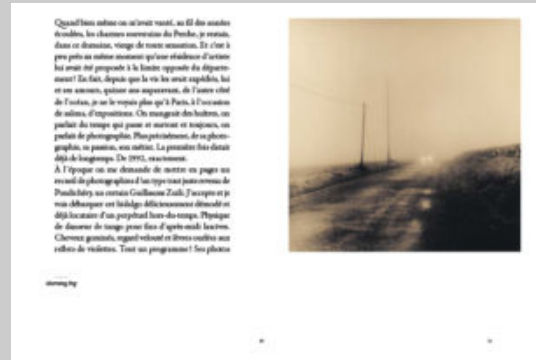 Quand bien même on m'avait vanté, au fil des années
écoulées, les charmes souverains du Perche, je restais,
dans ce domaine, vierge de toute sensation. Et c'est à
peu près au même moment qu'une résidence d'artiste
lui avait été proposée à la limite opposée du départe-
ment! En fait, depuis que la vie les avait expédiés, lui
et ses amours, quinze ans auparavant, de l'autre côté
de l'océan, je ne le voyais plus qu'à Paris, à l'occasion
de salons, d'expositions. On mangeait des huîtres, on
parlait du temps qui passe et surtout et toujours, on
parlait de photographie. Plus précisément, de sa photo-
graphie, sa passion, son métier. La première fois datait
déjà de longtemps. De 1992, exactement.
À l'époque on me demande de mettre en pages un
recueil de photographies d'un type tout juste revenu de
Pondichéry, un certain Guillaume Zuili. J'accepte et je
vois débarquer cet hidalgo délicieusement démodé et
déjà locataire d'un perpétuel hors-du-temps. Physique
de danseur de tango pour fins d'après-midi lascives.
Cheveux gominés, regard velouté et lèvres ourlées aux
reflets de violettes. Tout un programme! Ses photos
Morning fog